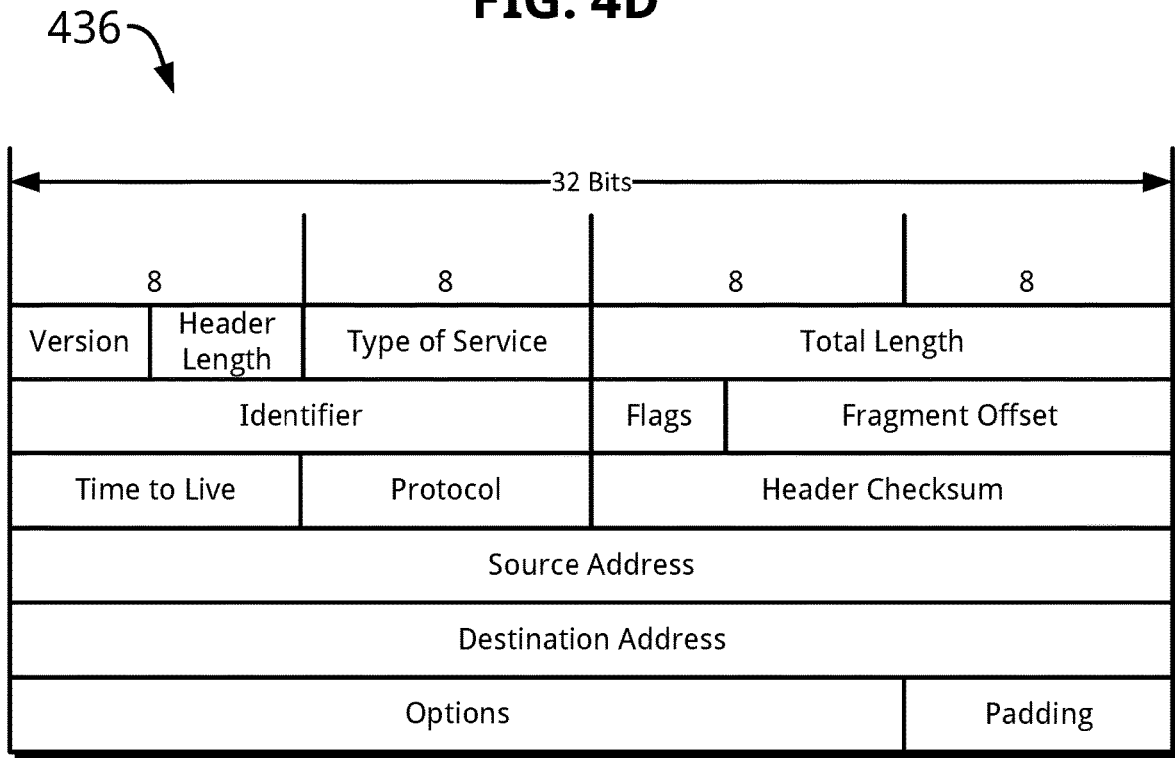 FIG. 4D
436
32 Bits
8 8 8 8
Version Header Length Type of Service Total Length
Identifier Flags Fragment Offset
Time to Live Protocol Header Checksum
Source Address
Destination Address
Options Padding